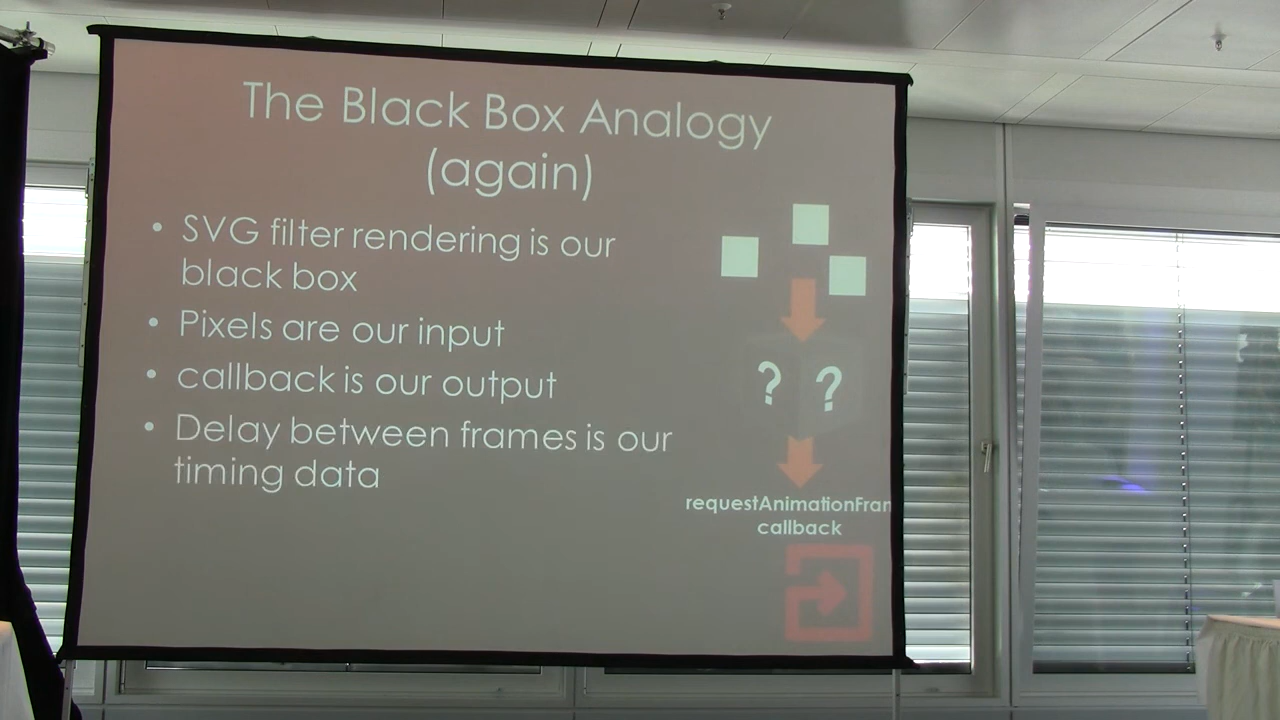 The Black Box Analogy
(again)
• SVG filter rendering is our
black box
• Pixels are our input
• callback is our output
• Delay between frames is our
timing data
? ?
requestAnimationFram
callback